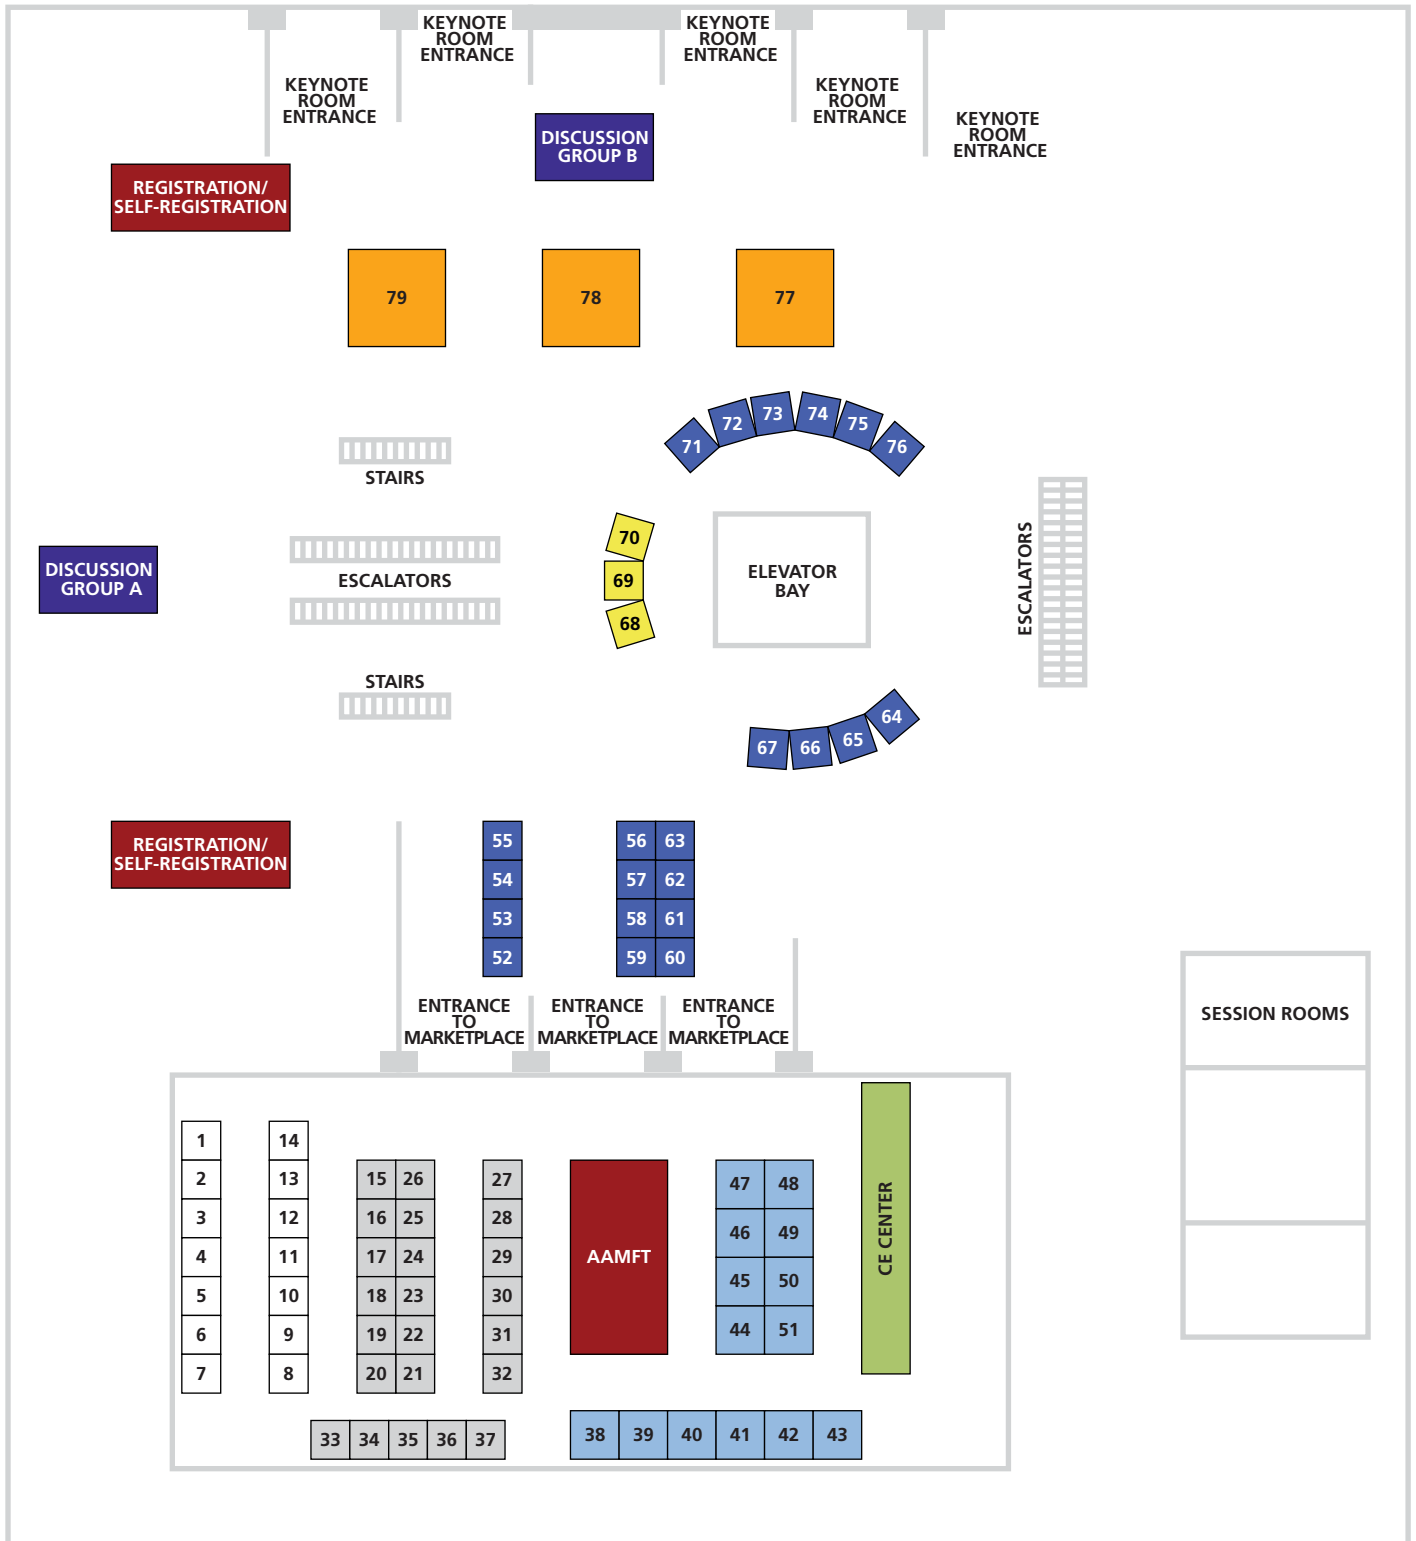 KEYNOTE
ROOM
ENTRANCE
KEYNOTE
ROOM
ENTRANCE
KEYNOTE
ROOM
ENTRANCE
KEYNOTE
ROOM
ENTRANCE
KEYNOTE
ROOM
ENTRANCE
DISCUSSION
GROUP B
REGISTRATION/
SELF-REGISTRATION
79
78
77
71
72
73
74
75
76
STAIRS
ESCALATORS
STAIRS
DISCUSSION
GROUP A
70
69
68
ELEVATOR
BAY
ESCALATORS
67
66
65
64
REGISTRATION/
SELF-REGISTRATION
55
56 63
54
57 62
53
58 61
52
59 60
ENTRANCE
TO
MARKETPLACE
ENTRANCE
TO
MARKETPLACE
ENTRANCE
TO
MARKETPLACE
SESSION ROOMS
1
2
3
4
5
6
7
14
13
12
11
10
9
8
15 26
16 25
17 24
18 23
19 22
20 21
27
28
29
30
31
32
AAMFT
47 48
46 49
45 50
44 51
CE CENTER
33 34 35 36 37
38 39 40 41 42 43